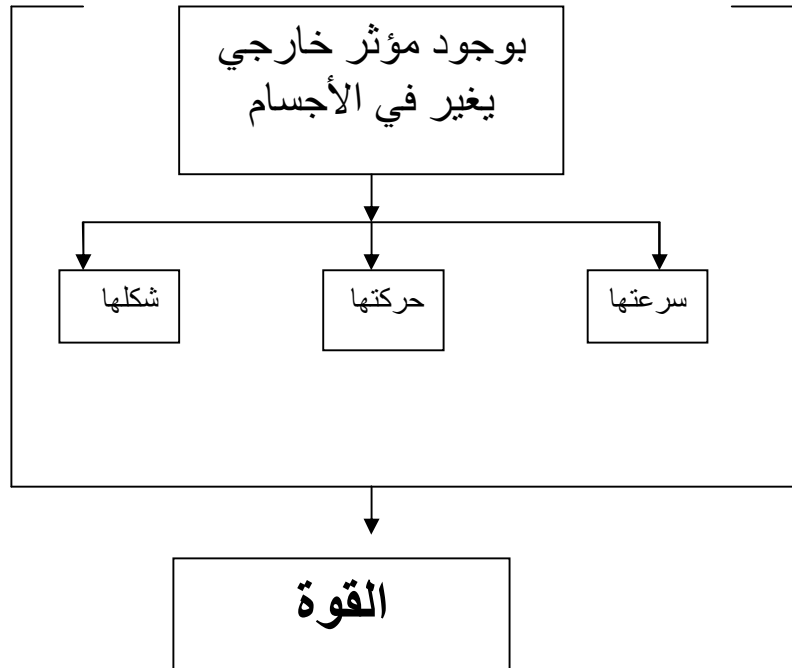 بوجود مؤثر خارجي
يغير في الأجسام
سرعتها
حركتها
شكلها
القوة